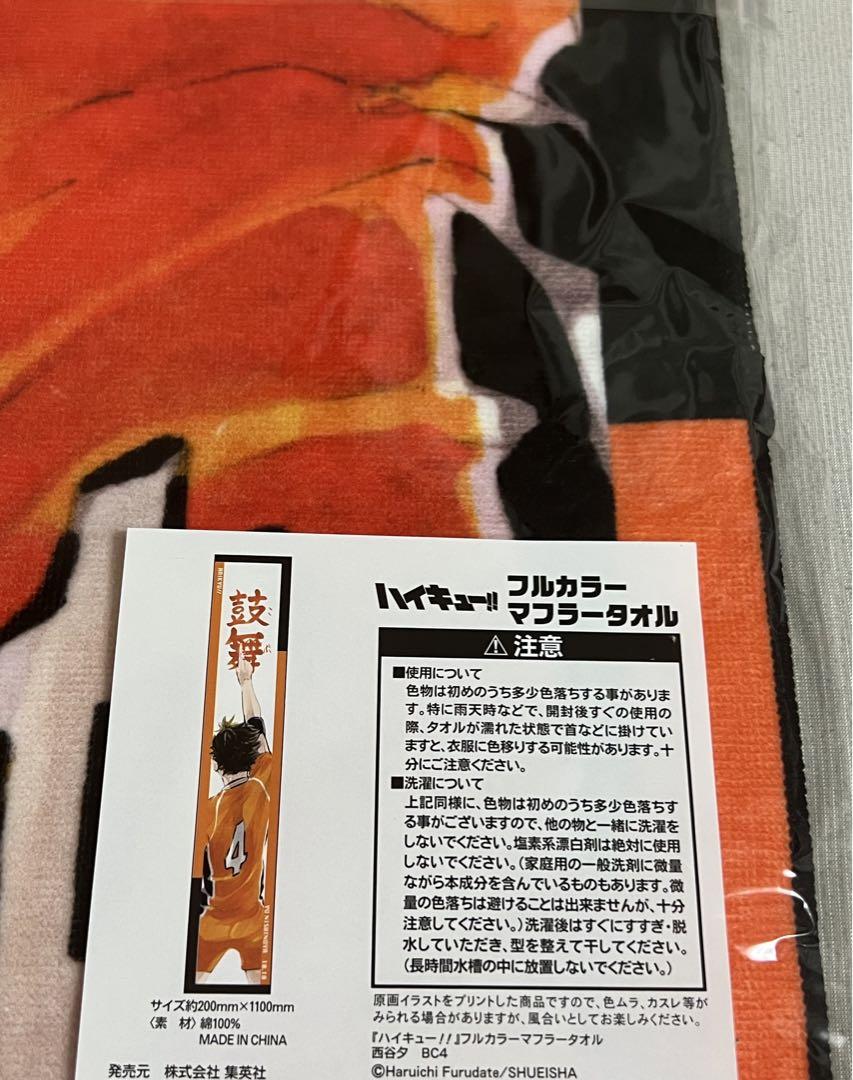 鼓舞
こ
ぶ
4
サイズ約200mm×1100mm
〈素　材〉綿100%
MADE IN CHINA
発売元　株式会社 集英社
ハイキュー!!
フルカラー
マフラータオル
⚠注意
■使用について
色物は初めのうち多少色落ちする事がありま
す。特に雨天時などで、開封後すぐの使用の
際、タオルが濡れた状態で首などに掛けてい
ますと、衣服に色移りする可能性があります。十
分にご注意ください。
■洗濯について
上記同様に、色物は初めのうち多少色落ちす
る事がございますので、他の物と一緒に洗濯を
しないでください。塩素系漂白剤は絶対に使用
しないでください。（家庭用の一般洗剤に微量
ながら本成分を含んでいるものもあります。微
量の色落ちは避けることは出来ませんが、十分
注意してください。）洗濯後はすぐにすすぎ・脱
水していただき、型を整えて干してください。
（長時間水槽の中に放置しないでください。）
原画イラストをプリントした商品ですので、色ムラ、カスレ等が
みられる場合がありますが、風合いとしてお楽しみください。
『ハイキュー!!』フルカラーマフラータオル
西谷夕　BC4
©Haruichi Furudate/SHUEISHA